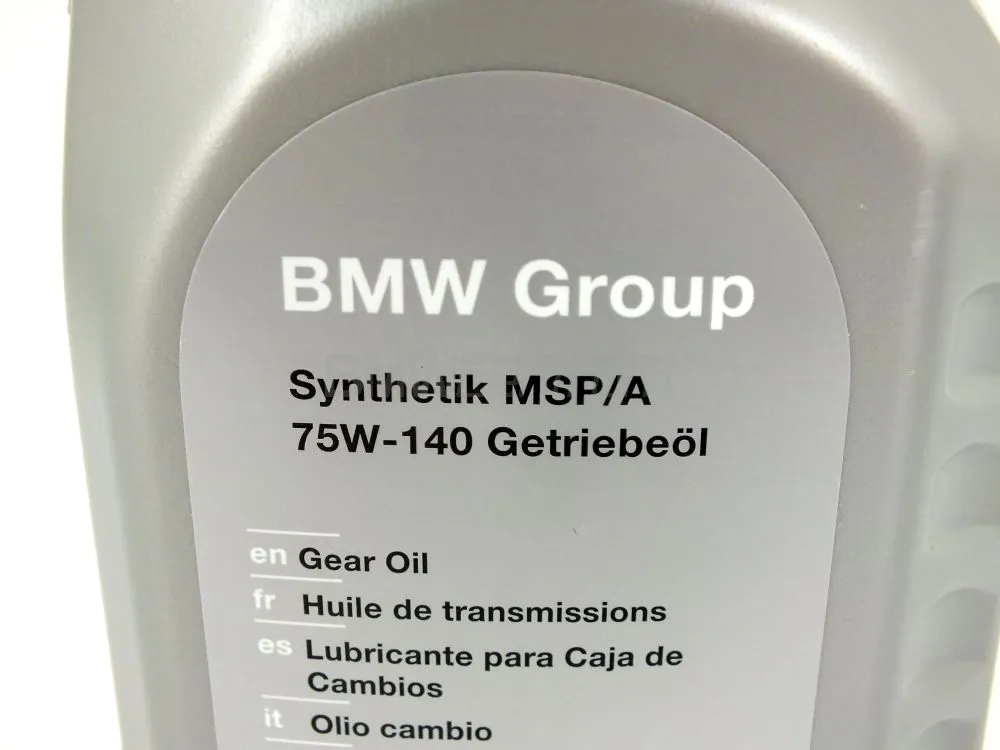 BMW Group
Synthetik MSP/A
75W-140 Getriebeöl
en Gear Oil
fr Huile de transmissions
es Lubricante para Caja de
Cambios
it Olio cambio